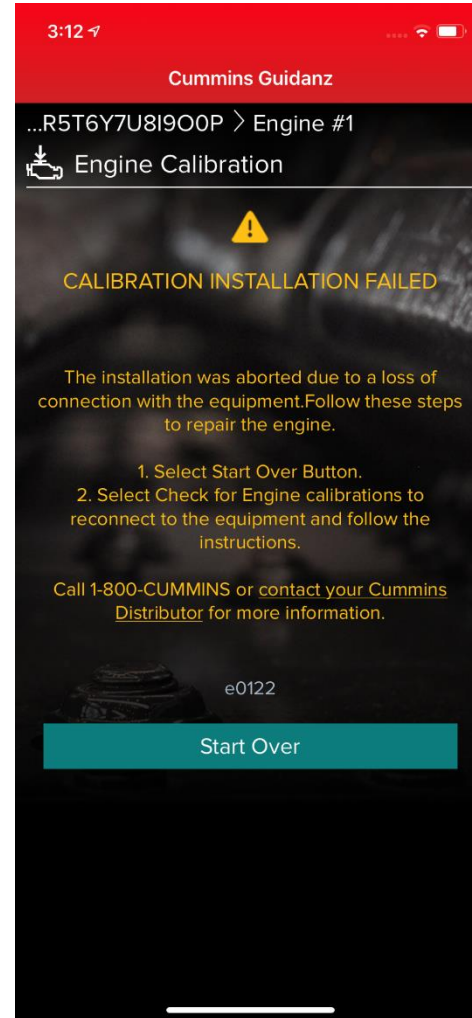 3:12
Cummins Guidanz
...R5T6Y7U8I9O0P > Engine #1
Engine Calibration
CALIBRATION INSTALLATION FAILED
The installation was aborted due to a loss of
connection with the equipment.Follow these steps
to repair the engine.
1. Select Start Over Button.
2. Select Check for Engine calibrations to
reconnect to the equipment and follow the
instructions.
Call 1-800-CUMMINS or contact your Cummins
Distributor for more information.
e0122
Start Over